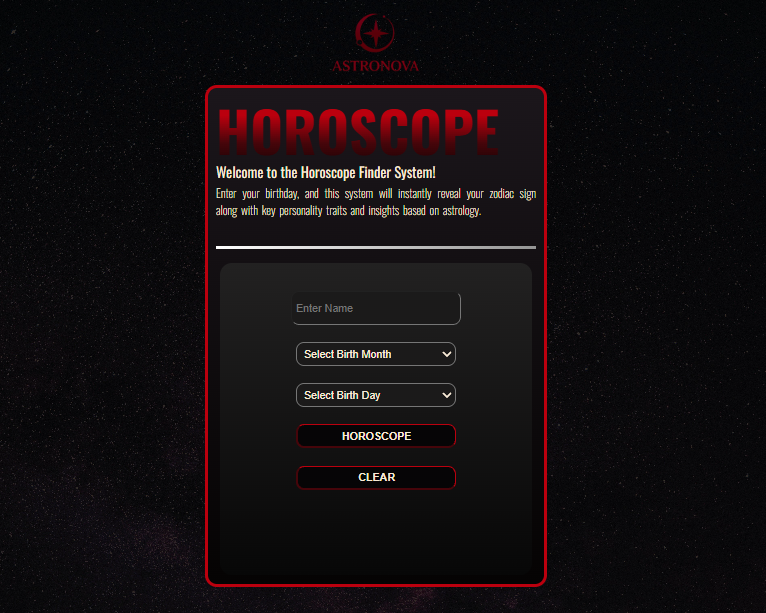 ASTRONOVA
HOROSCOPE
Welcome to the Horoscope Finder System!
Enter your birthday, and this system will instantly reveal your zodiac sign
along with key personality traits and insights based on astrology.
Enter Name
Select Birth Month
Select Birth Day
HOROSCOPE
CLEAR